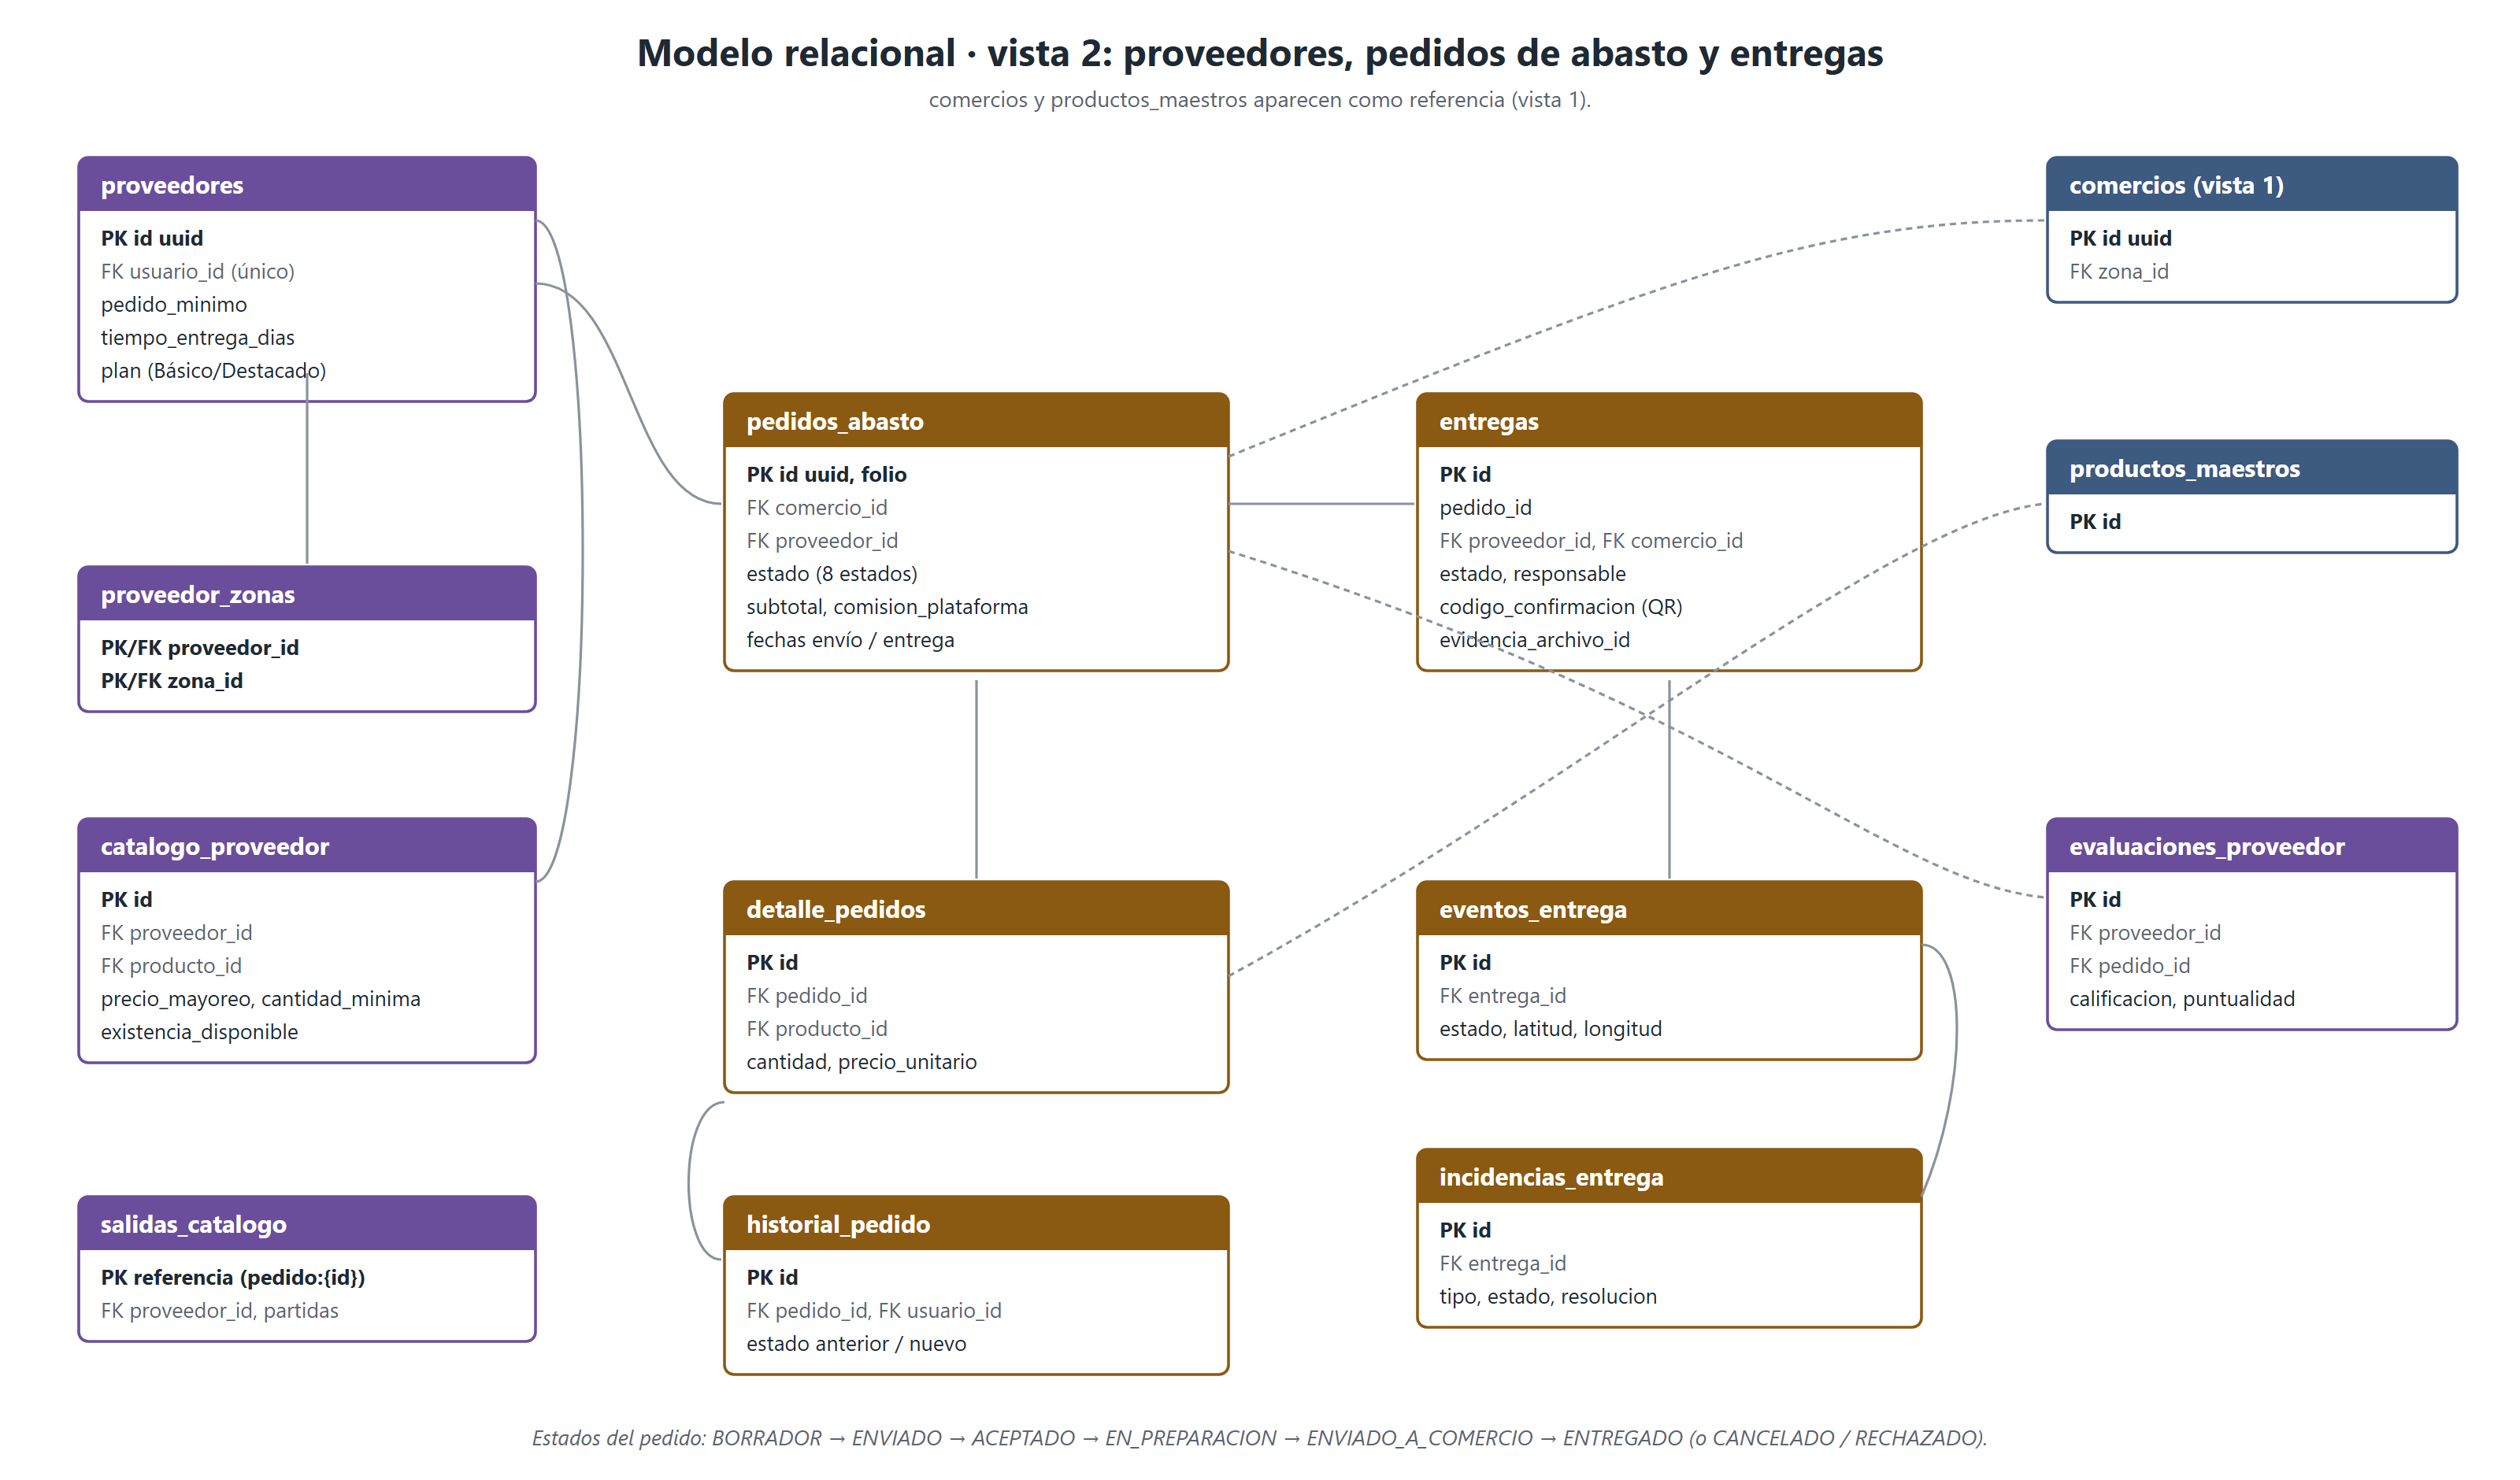 Modelo relacional · vista 2: proveedores, pedidos de abasto y entregas
comercios y productos_maestros aparecen como referencia (vista 1).
proveedores
PK id uuid
FK usuario_id (único)
pedido_minimo
tiempo_entrega_dias
plan (Básico/Destacado)
comercios (vista 1)
PK id uuid
FK zona_id
pedidos_abasto
PK id uuid, folio
FK comercio_id
FK proveedor_id
estado (8 estados)
subtotal, comision_plataforma
fechas envío / entrega
entregas
PK id
pedido_id
FK proveedor_id, FK comercio_id
estado, responsable
codigo_confirmacion (QR)
evidencia_archivo_id
productos_maestros
PK id
proveedor_zonas
PK/FK proveedor_id
PK/FK zona_id
catalogo_proveedor
PK id
FK proveedor_id
FK producto_id
precio_mayoreo, cantidad_minima
existencia_disponible
detalle_pedidos
PK id
FK pedido_id
FK producto_id
cantidad, precio_unitario
eventos_entrega
PK id
FK entrega_id
estado, latitud, longitud
evaluaciones_proveedor
PK id
FK proveedor_id
FK pedido_id
calificacion, puntualidad
salidas_catalogo
PK referencia (pedido:{id})
FK proveedor_id, partidas
historial_pedido
PK id
FK pedido_id, FK usuario_id
estado anterior / nuevo
incidencias_entrega
PK id
FK entrega_id
tipo, estado, resolucion
Estados del pedido: BORRADOR → ENVIADO → ACEPTADO → EN_PREPARACION → ENVIADO_A_COMERCIO → ENTREGADO (o CANCELADO / RECHAZADO).